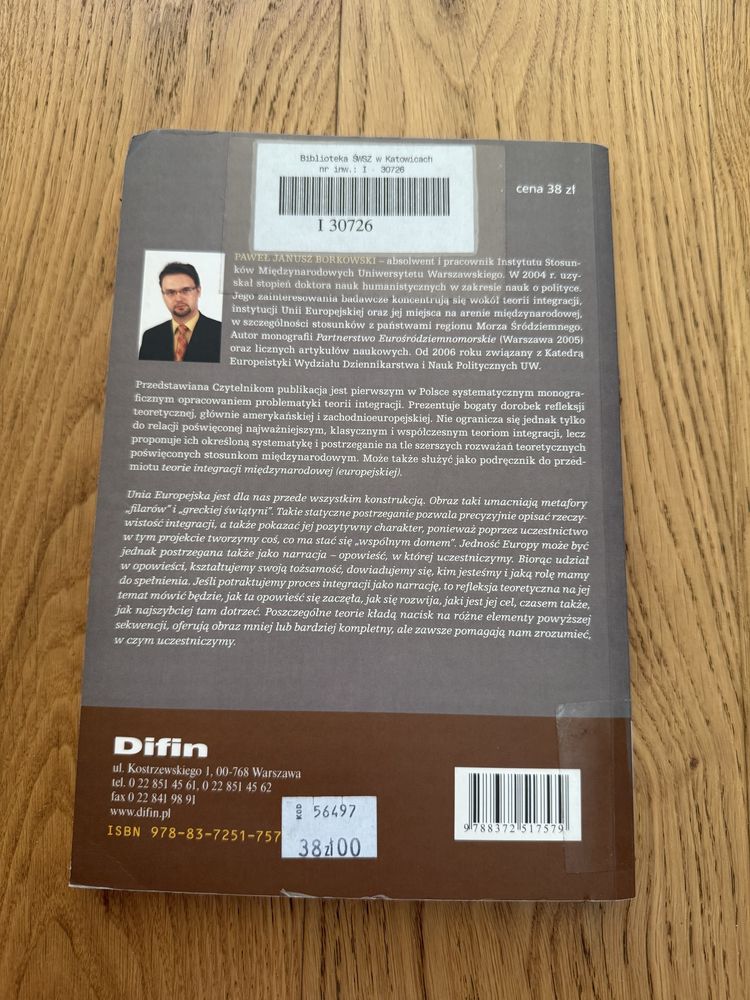 Biblioteka ŚWSZ w Katowicach
nr inw.: I - 30726
I 30726
cena 38 zł
PAWEŁ JANUSZ BORKOWSKI – absolwent i pracownik Instytutu Stosun-
ków Międzynarodowych Uniwersytetu Warszawskiego. W 2004 r. uzy-
skał stopień doktora nauk humanistycznych w zakresie nauk o polityce.
Jego zainteresowania badawcze koncentrują się wokół teorii integracji,
instytucji Unii Europejskiej oraz jej miejsca na arenie międzynarodowej,
w szczególności stosunków z państwami regionu Morza Śródziemnego.
Autor monografii Partnerstwo Eurośródziemnomorskie (Warszawa 2005)
oraz licznych artykułów naukowych. Od 2006 roku związany z Katedrą
Europeistyki Wydziału Dziennikarstwa i Nauk Politycznych UW.
Przedstawiana Czytelnikom publikacja jest pierwszym w Polsce systematycznym monogra-
ficznym opracowaniem problematyki teorii integracji. Prezentuje bogaty dorobek refleksji
teoretycznej, głównie amerykańskiej i zachodnioeuropejskiej. Nie ogranicza się jednak tylko
do relacji poświęconej najważniejszym, klasycznym i współczesnym teoriom integracji, lecz
proponuje ich określoną systematykę i postrzeganie na tle szerszych rozważań teoretycznych
poświęconych stosunkom międzynarodowym. Może także służyć jako podręcznik do przed-
miotu teorie integracji międzynarodowej (europejskiej).
Unia Europejska jest dla nas przede wszystkim konstrukcją. Obraz taki umacniają metafory
„filarów” i „greckiej świątyni”. Takie statyczne postrzeganie pozwala precyzyjnie opisać rzeczy-
wistość integracji, a także pokazać jej pozytywny charakter, ponieważ poprzez uczestnictwo
w tym projekcie tworzymy coś, co ma stać się „wspólnym domem”. Jedność Europy może być
jednak postrzegana także jako narracja – opowieść, w której uczestniczymy. Biorąc udział
w opowieści, kształtujemy swoją tożsamość, dowiadujemy się, kim jesteśmy i jaką rolę mamy
do spełnienia. Jeśli potraktujemy proces integracji jako narrację, to refleksja teoretyczna na jej
temat mówić będzie, jak ta opowieść się zaczęła, jak się rozwija, jaki jest jej cel, czasem także,
jak najszybciej tam dotrzeć. Poszczególne teorie kładą nacisk na różne elementy powyższej
sekwencji, oferują obraz mniej lub bardziej kompletny, ale zawsze pomagają nam zrozumieć,
w czym uczestniczymy.
Difin
ul. Kostrzewskiego 1, 00-768 Warszawa
tel. 0 22 851 45 61, 0 22 851 45 62
fax 0 22 841 98 91
www.difin.pl
ISBN 978-83-7251-757
KOD 56497
38zł00
9 788372 517579